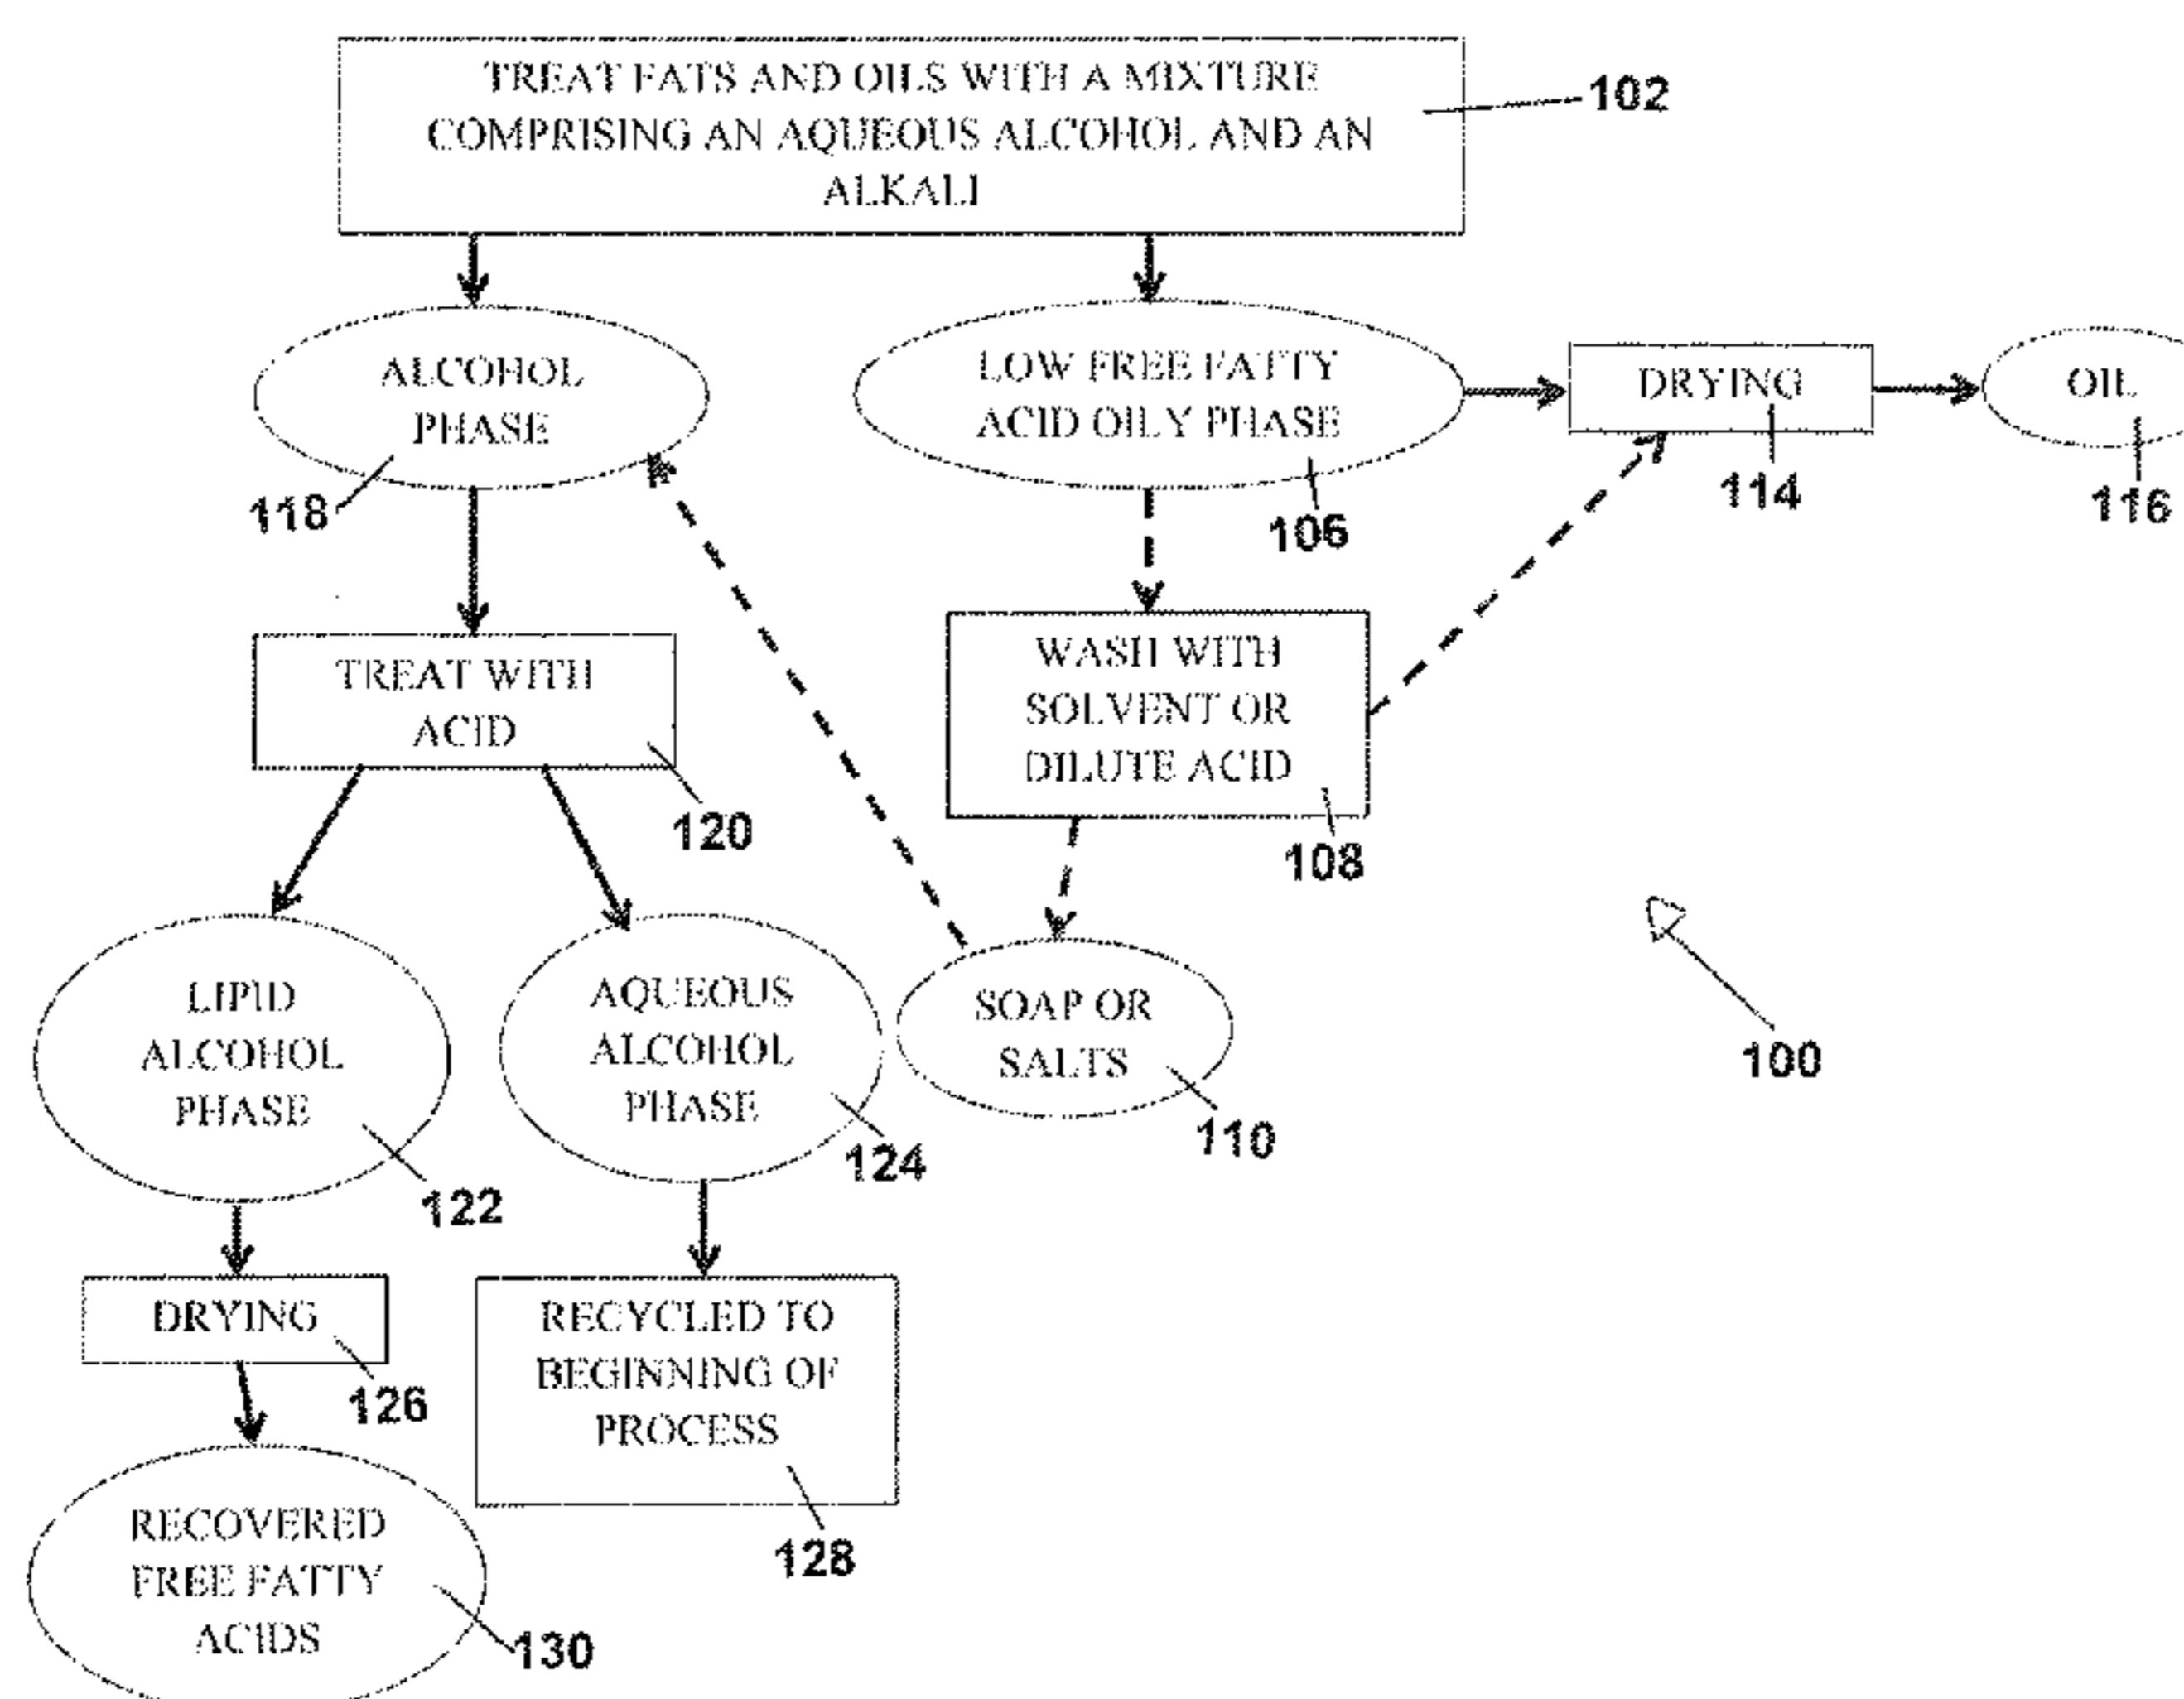 TREAT FATS AND OILS WITH A MIXTURE
COMPRISING AN AQUEOUS ALCOHOL AND AN
ALKALI
102
ALCOHOL
PHASE
118
LOW FREE FATTY
ACID OILY PHASE
106
DRYING
114
OIL
116
TREAT WITH
ACID
120
WASH WITH
SOLVENT OR
DILUTE ACID
108
LIPID
ALCOHOL
PHASE
122
AQUEOUS
ALCOHOL
PHASE
124
SOAP OR
SALTS
110
100
DRYING
126
RECYCLED TO
BEGINNING OF
PROCESS
128
RECOVERED
FREE FATTY
ACIDS
130